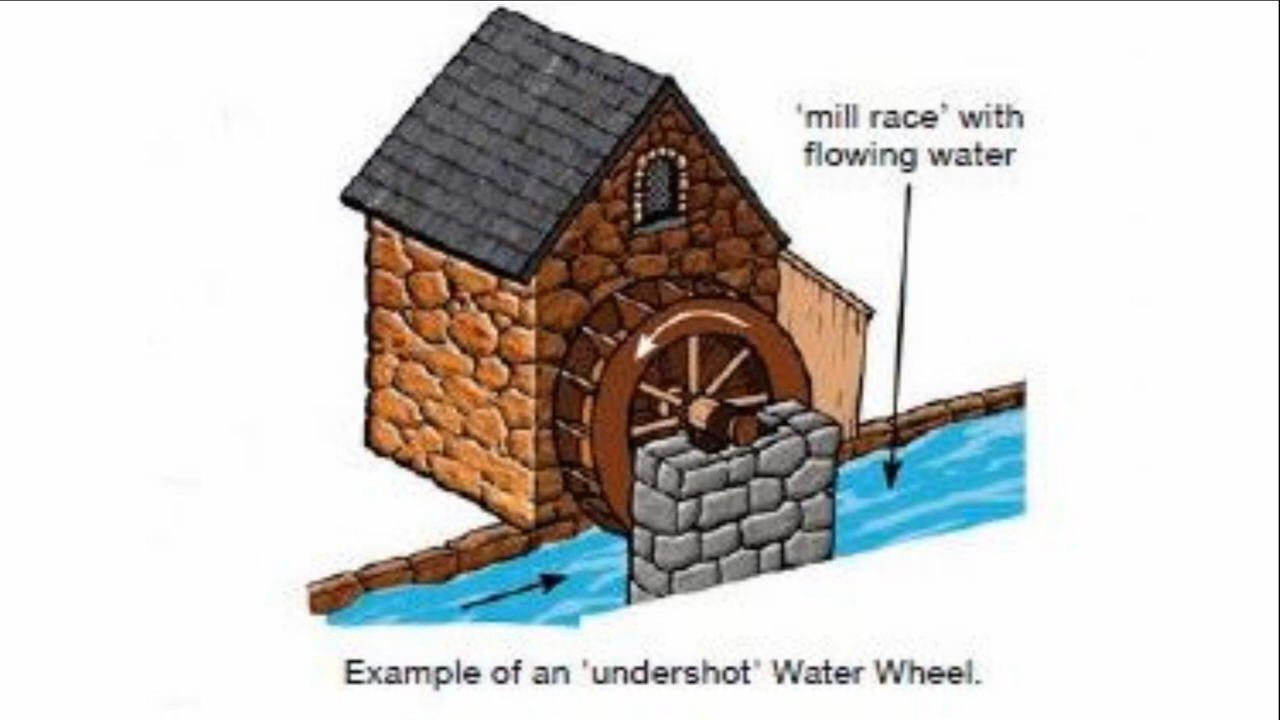 'mill race' with
flowing water
Example of an 'undershot' Water Wheel.